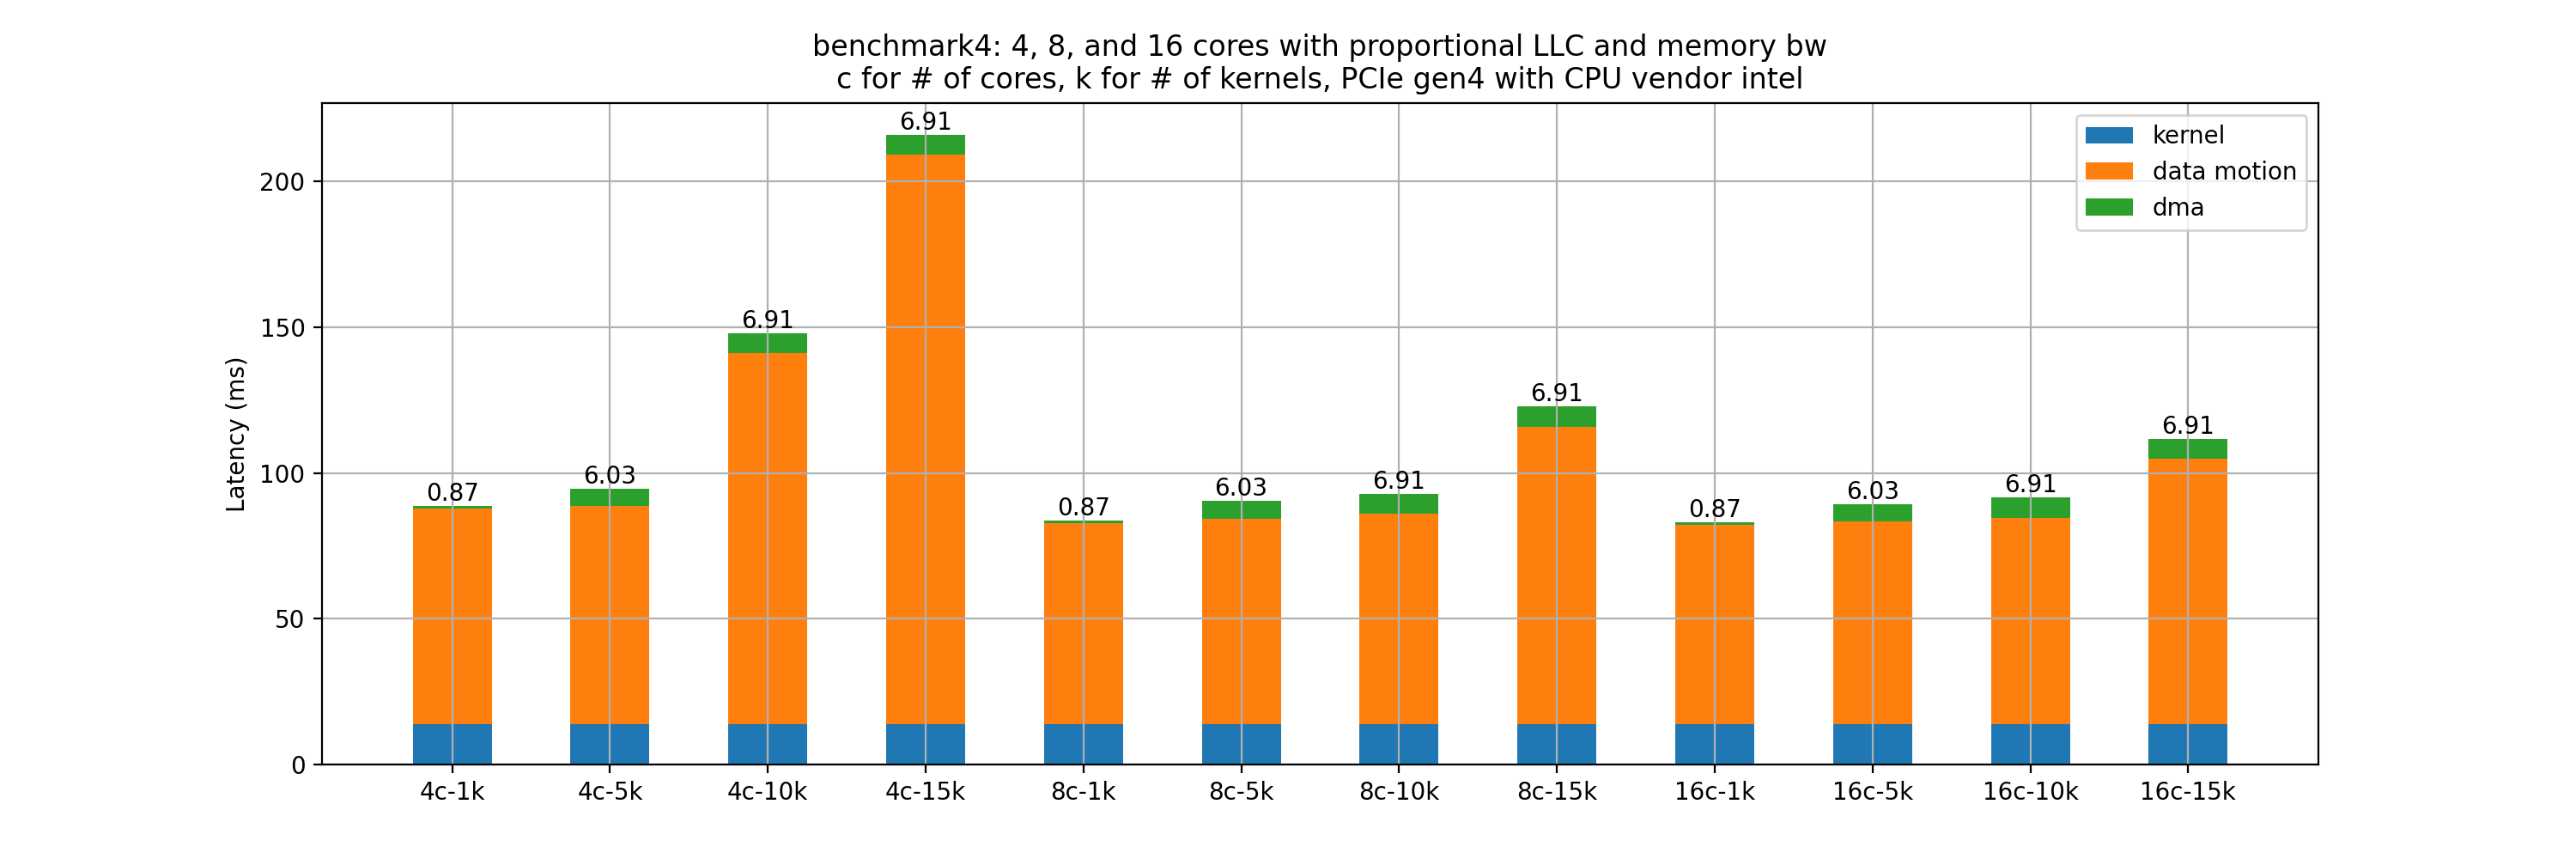 benchmark4: 4, 8, and 16 cores with proportional LLC and memory bw
c for # of cores, k for # of kernels, PCIe gen4 with CPU vendor intel
kernel
data motion
dma
Latency (ms)
200
150
100
50
0
0.87
6.03
6.91
6.91
0.87
6.03
6.91
6.91
0.87
6.03
6.91
6.91
4c-1k
4c-5k
4c-10k
4c-15k
8c-1k
8c-5k
8c-10k
8c-15k
16c-1k
16c-5k
16c-10k
16c-15k